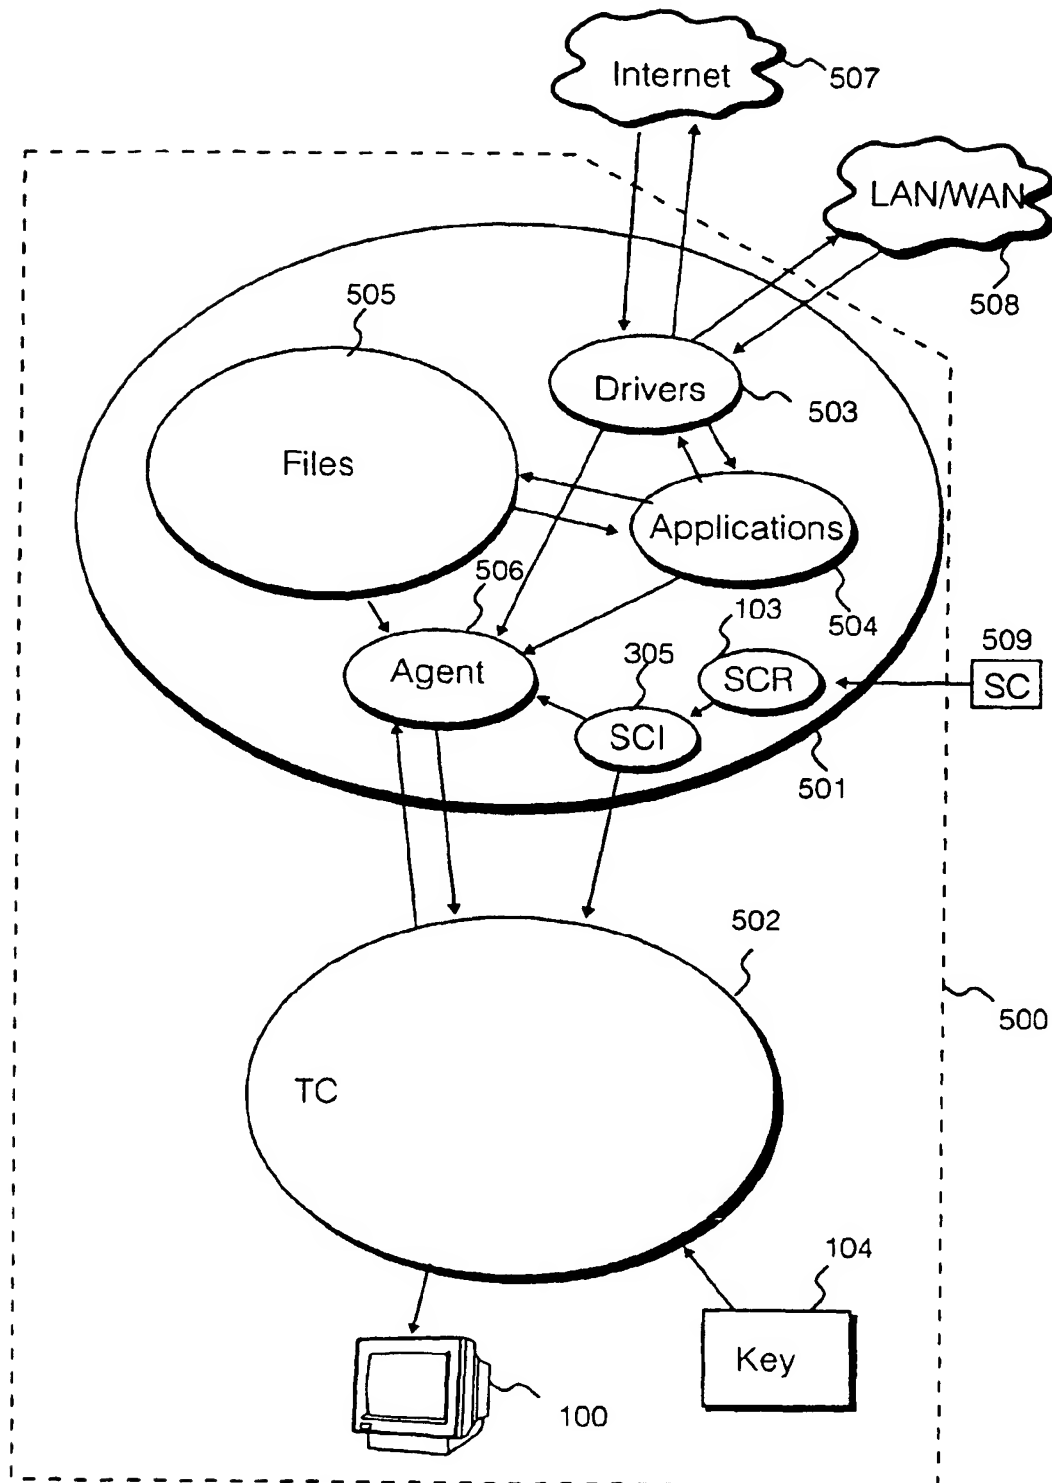 Internet
507
LAN/WAN
508
505
Drivers
503
Files
Applications
504
506
103
305
Agent
SCR
509
SC
SCI
501
502
500
TC
104
Key
100